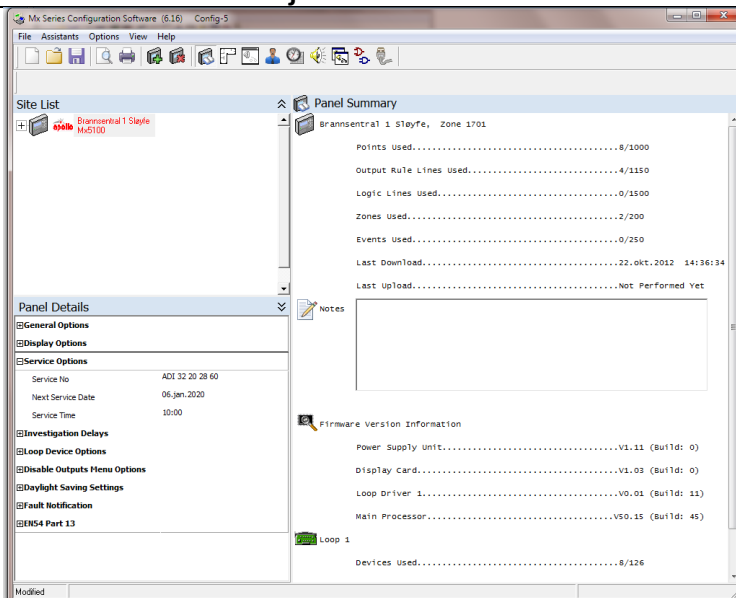 Mx Series Configuration Software (6.16) Config-5
File Assistants Options View Help
Site List
apollo
Brannsentral 1 Sløyfe
Mx5100
Panel Details
General Options
Display Options
Service Options
Service No ADI 32 20 28 60
Next Service Date 06.jan.2020
Service Time 10:00
Investigation Delays
Loop Device Options
Disable Outputs Menu Options
Daylight Saving Settings
Fault Notification
EN54 Part 13
Panel Summary
Brannsentral 1 Sløyfe, Zone 1701
Points Used......................................8/1000
Output Rule Lines Used...........................4/1150
Logic Lines Used.................................0/1500
Zones Used.......................................2/200
Events Used......................................0/250
Last Download....................................22.okt.2012 14:36:34
Last Upload......................................Not Performed Yet
Notes
Firmware Version Information
Power Supply Unit................................V1.11 (Build: 0)
Display Card.....................................V1.03 (Build: 0)
Loop Driver 1....................................V0.01 (Build: 11)
Main Processor...................................V50.15 (Build: 45)
Loop 1
Devices Used.....................................8/126
Modified